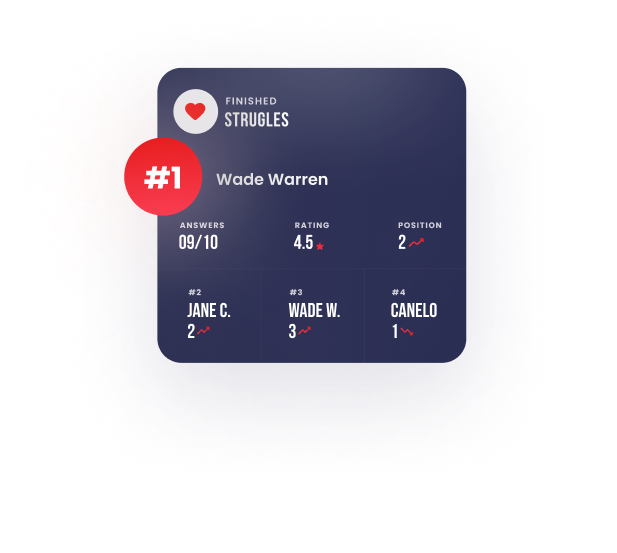 FINISHED
STRUGLES
#1
Wade Warren
ANSWERS RATING POSITION
09/10 4.5 2
#2 #3 #4
JANE C. WADE W. CANELO
2 3 1